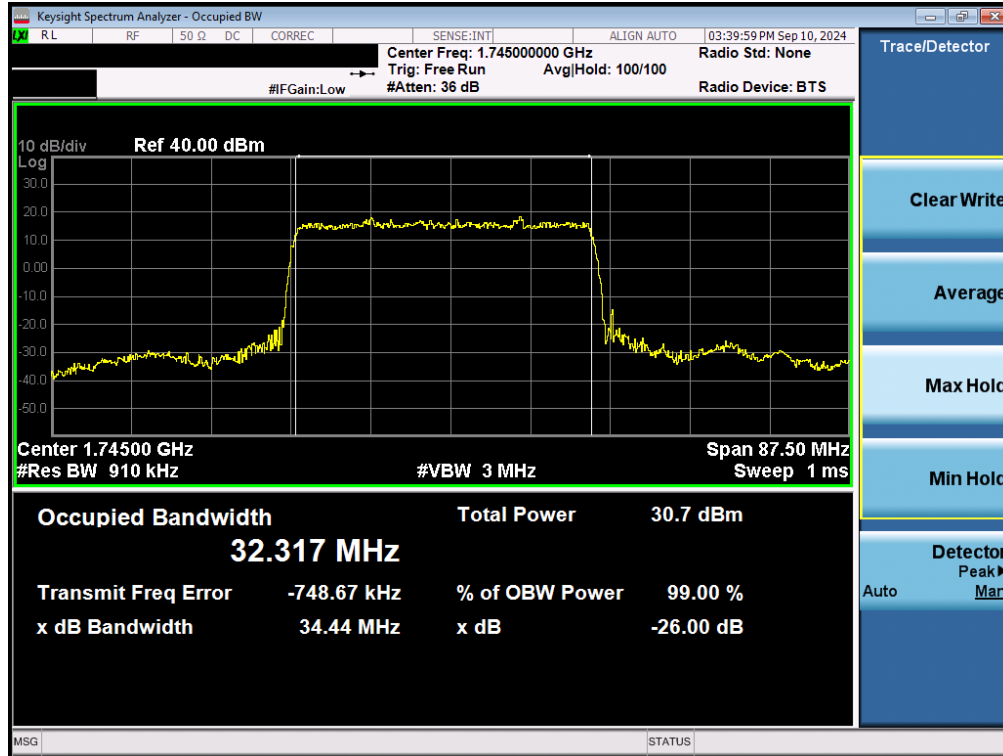 Keysight Spectrum Analyzer - Occupied BW
LXI RL RF 50 Ω DC CORREC SENSE:INT ALIGN AUTO 03:39:59 PM Sep 10, 2024
Center Freq: 1.745000000 GHz Radio Std: None
Trig: Free Run Avg|Hold: 100/100
#IFGain:Low #Atten: 36 dB Radio Device: BTS
10 dB/div Ref 40.00 dBm
Log
30.0
20.0
10.0
0.00
-10.0
-20.0
-30.0
-40.0
-50.0
Center 1.74500 GHz Span 87.50 MHz
#Res BW 910 kHz #VBW 3 MHz Sweep 1 ms
Occupied Bandwidth Total Power 30.7 dBm
32.317 MHz
Transmit Freq Error -748.67 kHz % of OBW Power 99.00 %
x dB Bandwidth 34.44 MHz x dB -26.00 dB
MSG STATUS
Trace/Detector
Clear Write
Average
Max Hold
Min Hold
Detector
Peak
Auto Man